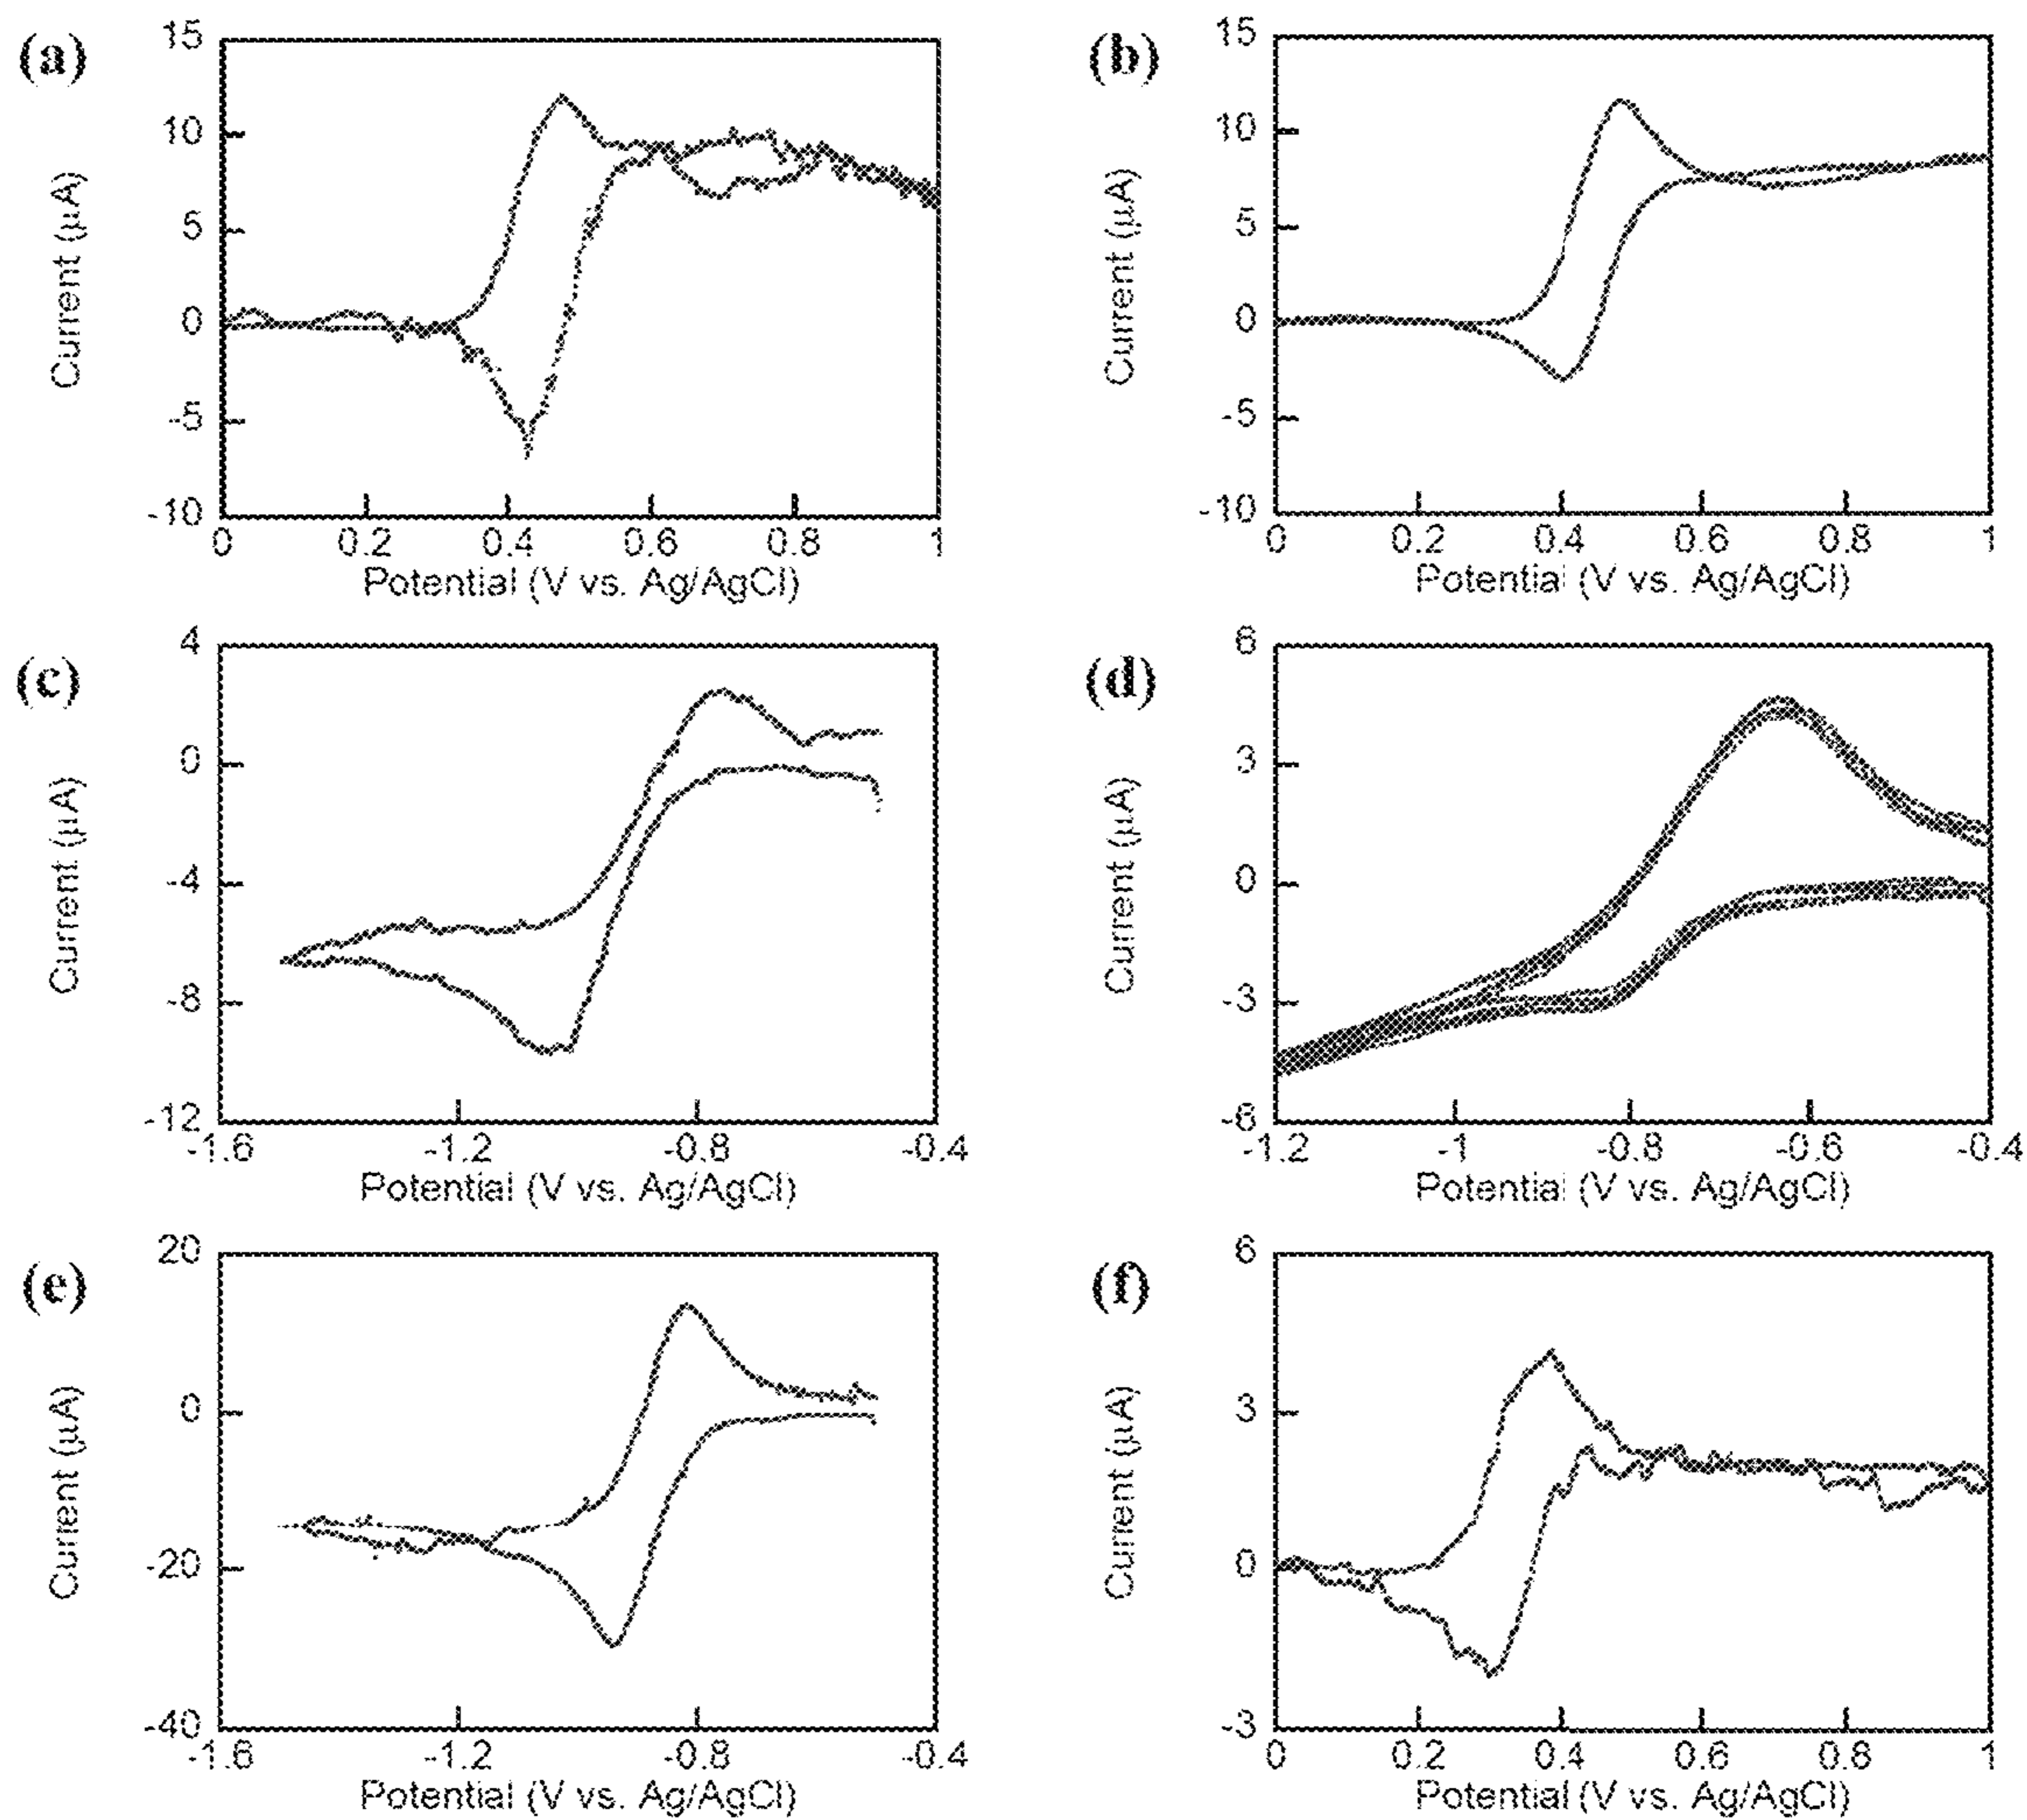 (a)
15
10
5
0
-5
-10
0 0.2 0.4 0.6 0.8 1
Current (µA)
Potential (V vs. Ag/AgCl)
(b)
15
10
5
0
-5
-10
0 0.2 0.4 0.6 0.8 1
Current (µA)
Potential (V vs. Ag/AgCl)
(c)
4
0
-4
-8
-12
-1.6 -1.2 -0.8 -0.4
Current (µA)
Potential (V vs. Ag/AgCl)
(d)
6
3
0
-3
-6
-1.2 -1 -0.8 -0.6 -0.4
Current (µA)
Potential (V vs. Ag/AgCl)
(e)
20
0
-20
-40
-1.6 -1.2 -0.8 -0.4
Current (µA)
Potential (V vs. Ag/AgCl)
(f)
6
3
0
-3
0 0.2 0.4 0.6 0.8 1
Current (µA)
Potential (V vs. Ag/AgCl)